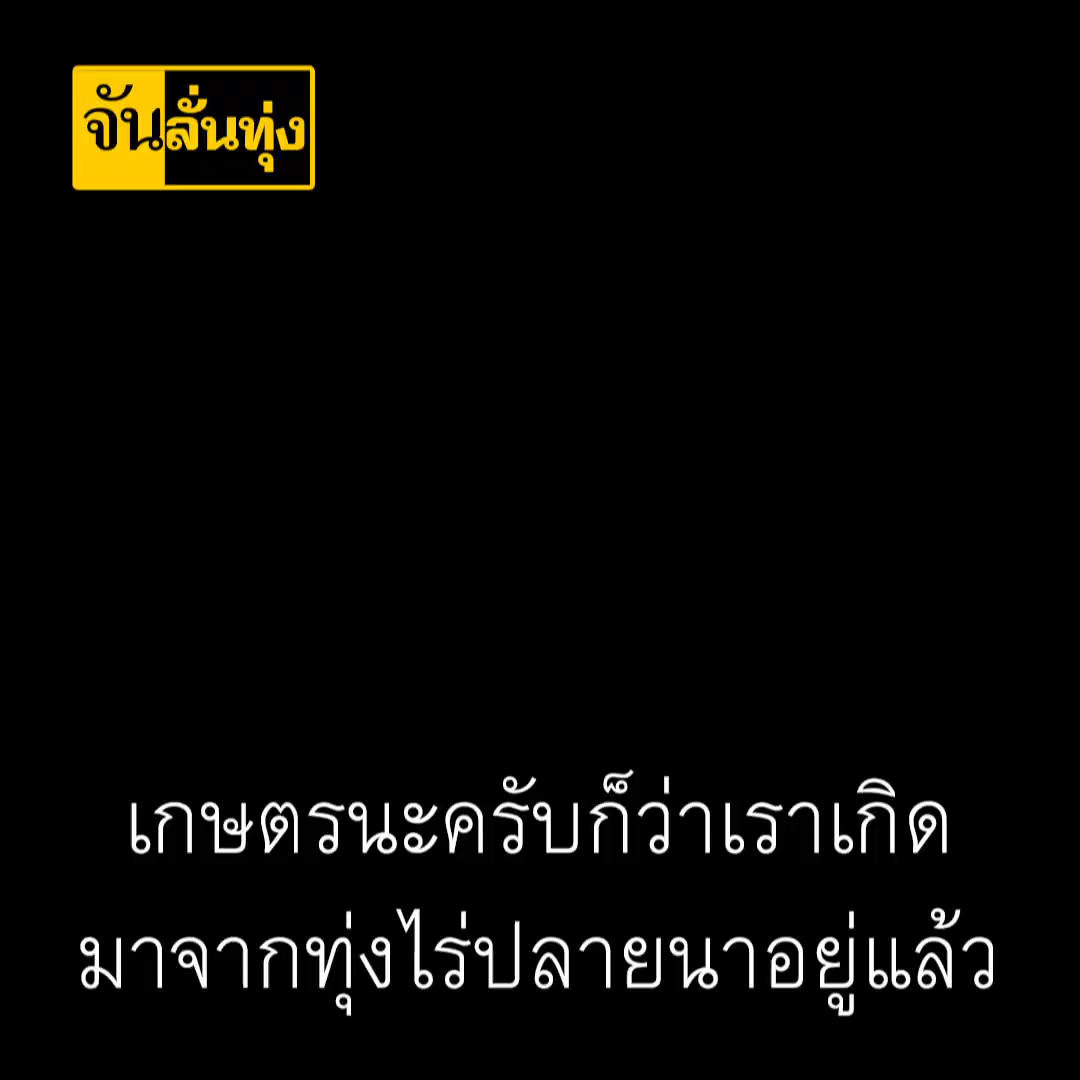 จันลั่นทุ่ง
เกษตรนะครับก็ว่าเราเกิด
มาจากทุ่งไร่ปลายนาอยู่แล้ว